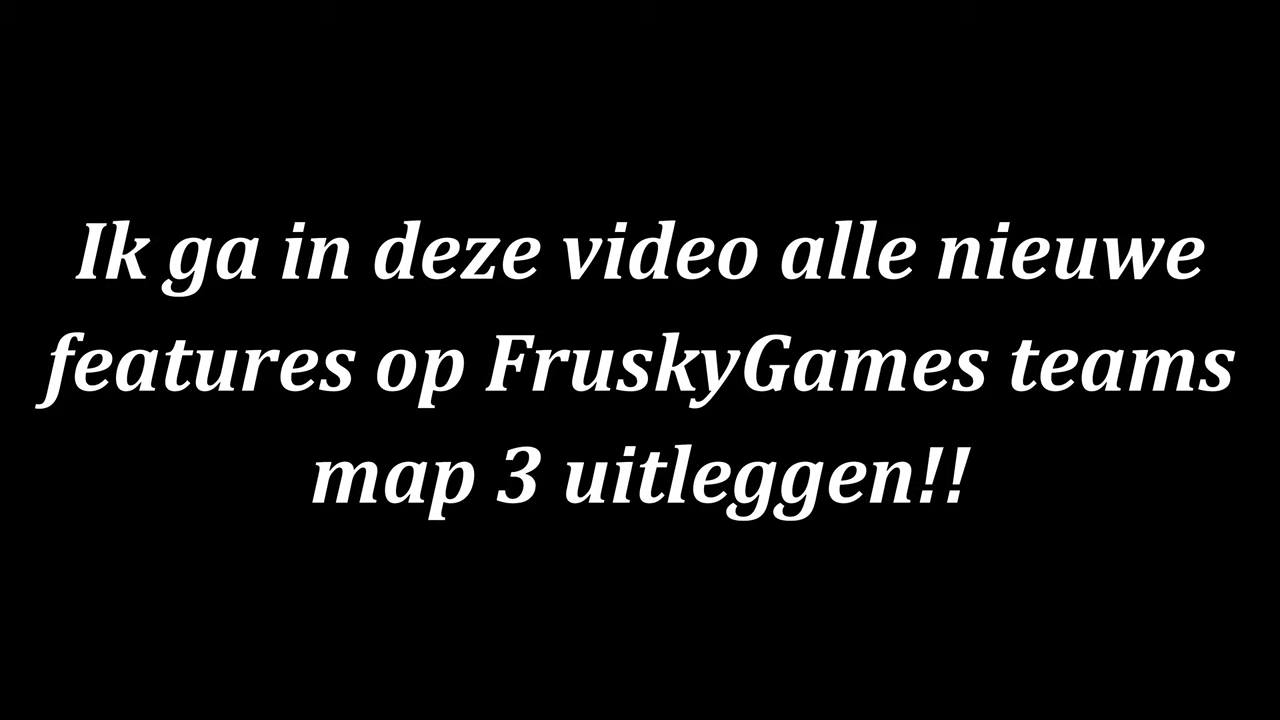 Ik ga in deze video alle nieuwe
features op FruskyGames teams
map 3 uitleggen!!